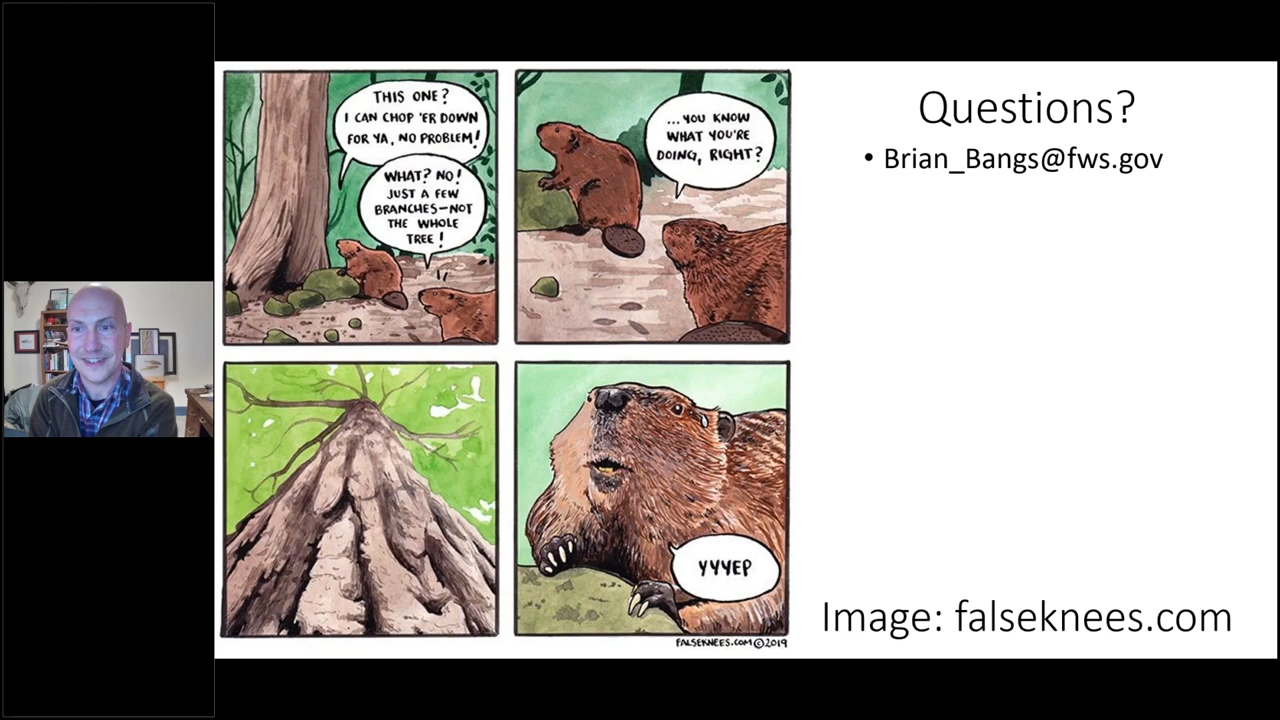 THIS ONE?
I CAN CHOP 'ER DOWN
FOR YA, NO PROBLEM!
WHAT? NO!
JUST A FEW
BRANCHES—NOT
THE WHOLE
TREE!
...YOU KNOW
WHAT YOU'RE
DOING, RIGHT?
YYYEP
FALSEKNEES.COM©2019
Questions?
• Brian_Bangs@fws.gov
Image: falseknees.com